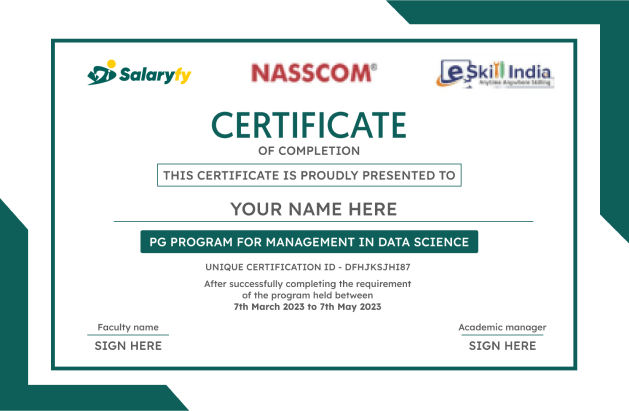 Salaryfy
NASSCOM®
eSkill India
Anytime Anywhere Skilling
CERTIFICATE
OF COMPLETION
THIS CERTIFICATE IS PROUDLY PRESENTED TO
YOUR NAME HERE
PG PROGRAM FOR MANAGEMENT IN DATA SCIENCE
UNIQUE CERTIFICATION ID - DFHJKSJHI87
After successfully completing the requirement
of the program held between
7th March 2023 to 7th May 2023
Faculty name
SIGN HERE
Academic manager
SIGN HERE